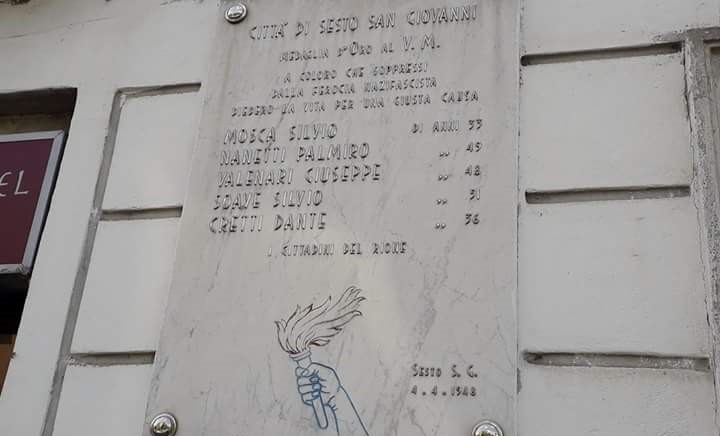 CITTÀ DI SESTO SAN GIOVANNI
MEDAGLIA D'ORO AL V. M.
A COLORO CHE SOPPRESSI
DALLA FEROCIA NAZIFASCISTA
DIEDERO LA VITA PER UNA GIUSTA CAUSA
MOSCA SILVIO DI ANNI 33
NANETTI PALMIRO „ 49
VALENARI GIUSEPPE „ 48
SOAVE SILVIO „ 51
CRETTI DANTE „ 36
I CITTADINI DEL RIONE
SESTO S. G.
4.4.1948
EL